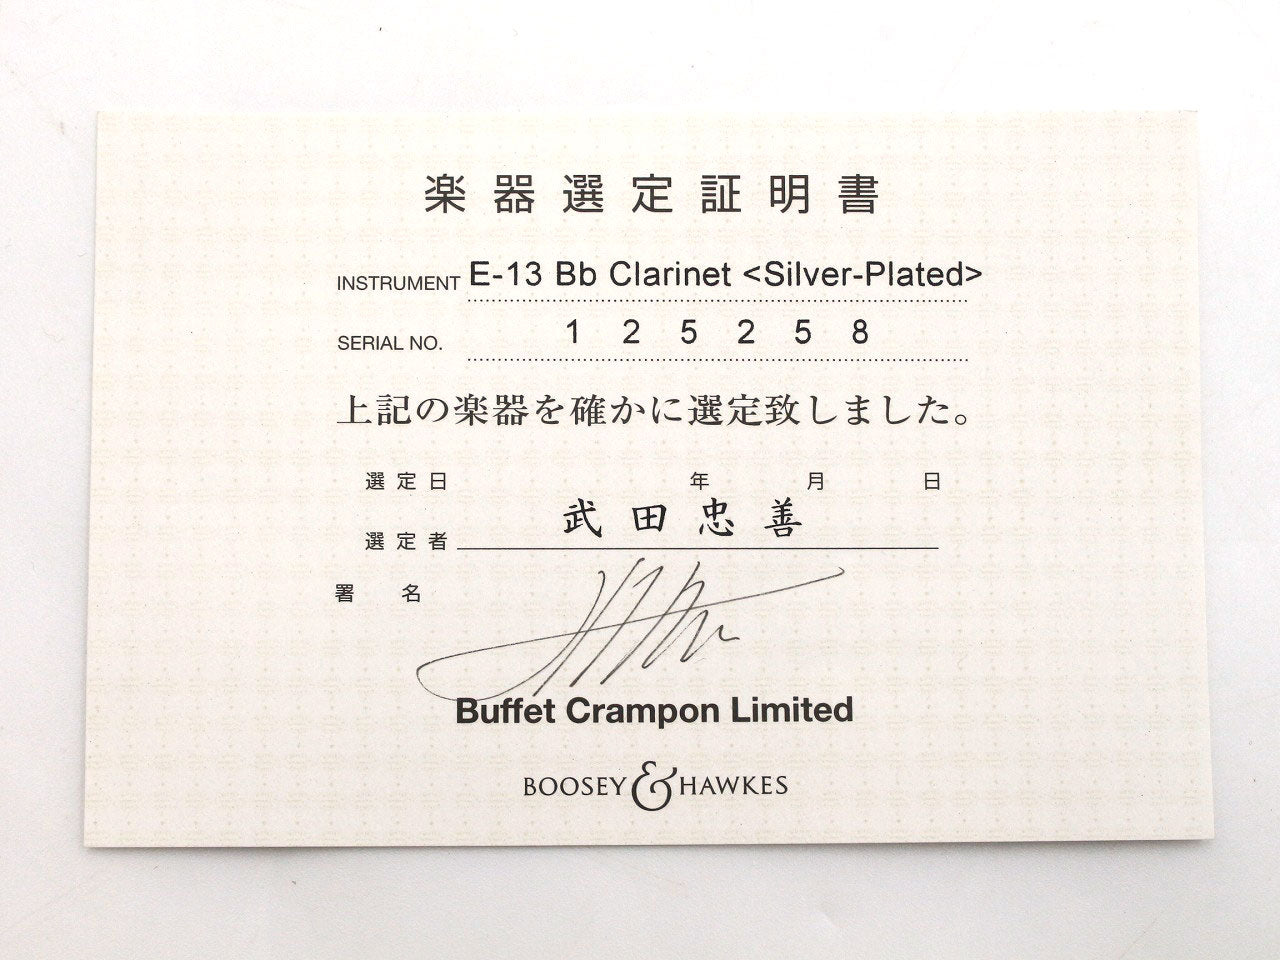 楽器選定証明書
INSTRUMENT E-13 Bb Clarinet <Silver-Plated>
SERIAL NO. 1 2 5 2 5 8
上記の楽器を確かに選定致しました。
選定日 年 月 日
選定者 武田忠善
署名
Buffet Crampon Limited
BOOSEY & HAWKES